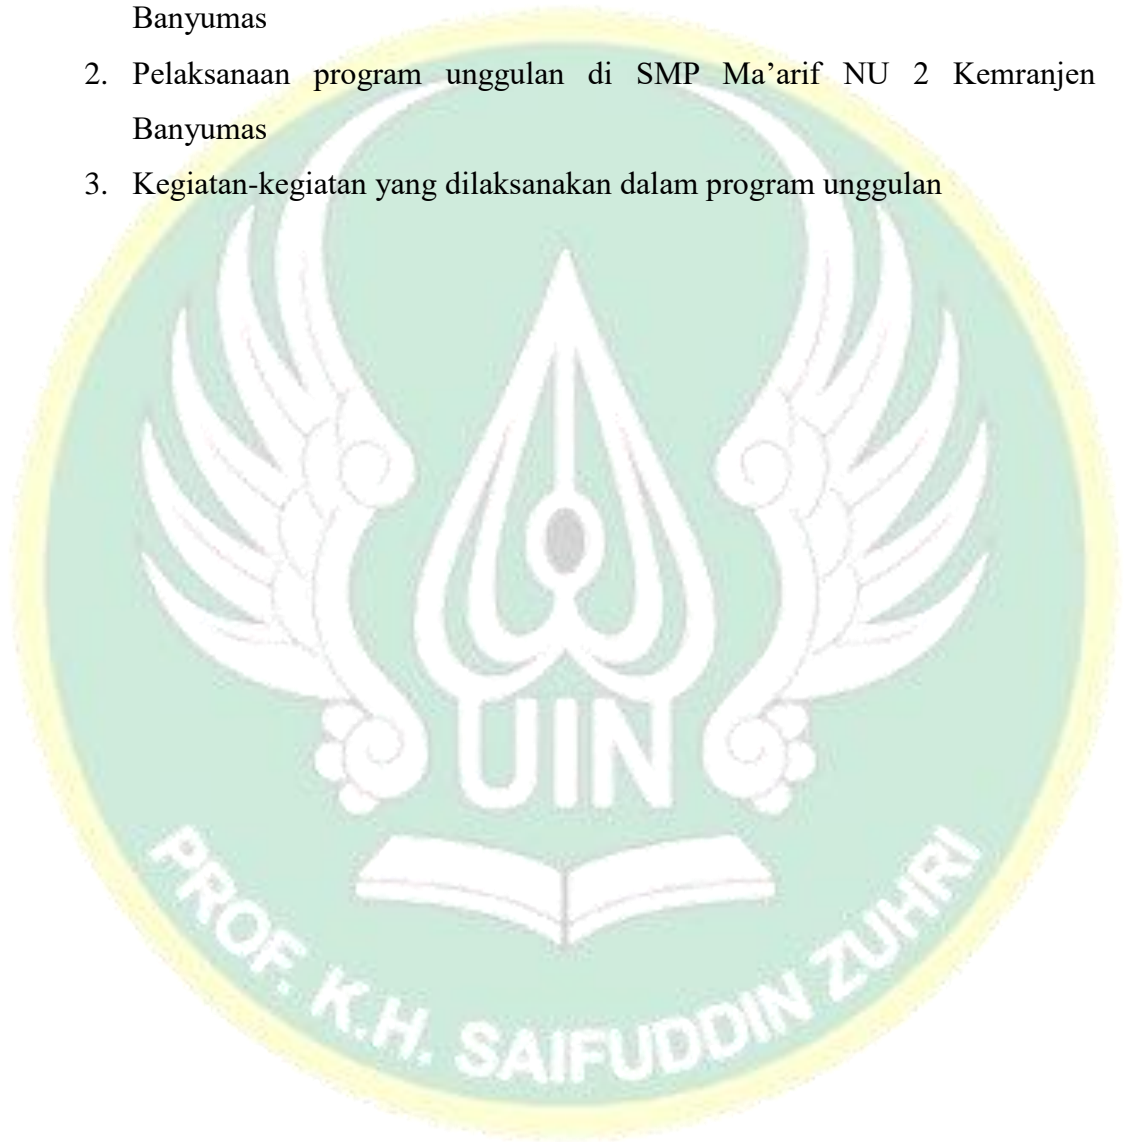 Banyumas
2. Pelaksanaan program unggulan di SMP Ma’arif NU 2 Kemranjen
Banyumas
3. Kegiatan-kegiatan yang dilaksanakan dalam program unggulan
UIN
PROF. K.H. SAIFUDDIN ZUHRI